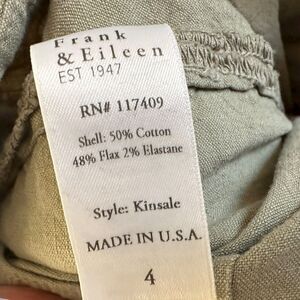 Frank
& Eileen
EST 1947
RN# 117409
Shell: 50% Cotton
48% Flax 2% Elastane
Style: Kinsale
MADE IN U.S.A.
4